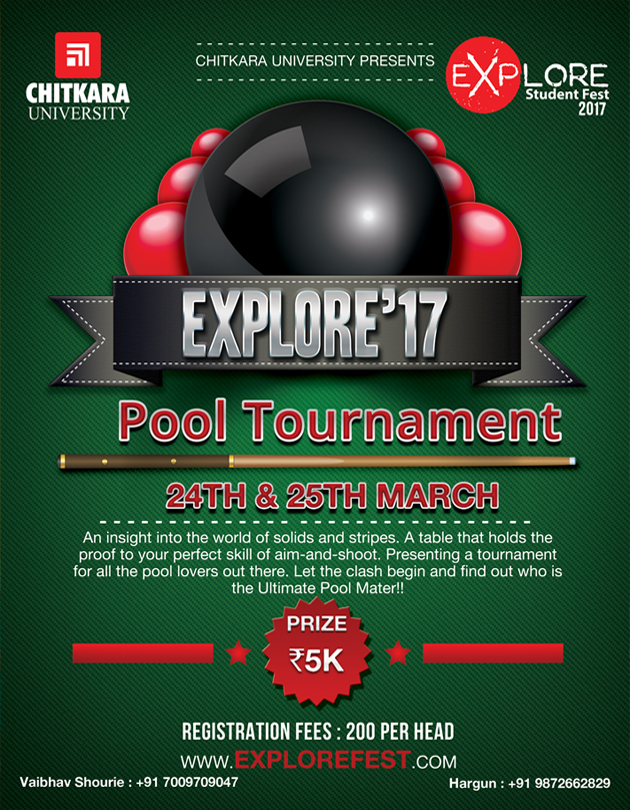 CHITKARA
UNIVERSITY
CHITKARA UNIVERSITY PRESENTS
EXPLORE
Student Fest
2017
EXPLORE'17
Pool Tournament
24TH & 25TH MARCH
An insight into the world of solids and stripes. A table that holds the
proof to your perfect skill of aim-and-shoot. Presenting a tournament
for all the pool lovers out there. Let the clash begin and find out who is
the Ultimate Pool Mater!!
PRIZE
₹5K
REGISTRATION FEES : 200 PER HEAD
WWW.EXPLOREFEST.COM
Vaibhav Shourie : +91 7009709047
Hargun : +91 9872662829